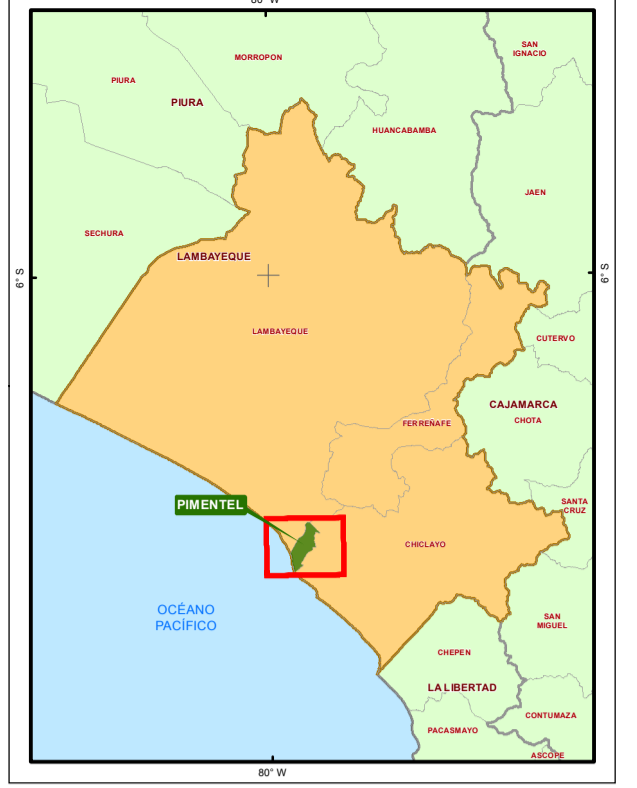 80° W
MORROPON
SAN
IGNACIO
PIURA
PIURA
HUANCABAMBA
JAEN
SECHURA
LAMBAYEQUE
6° S
6° S
LAMBAYEQUE
CUTERVO
CAJAMARCA
CHOTA
FERREÑAFE
PIMENTEL
SANTA
CRUZ
CHICLAYO
OCÉANO
PACÍFICO
SAN
MIGUEL
CHEPEN
LA LIBERTAD
CONTUMAZA
PACASMAYO
ASCOPE
80° W